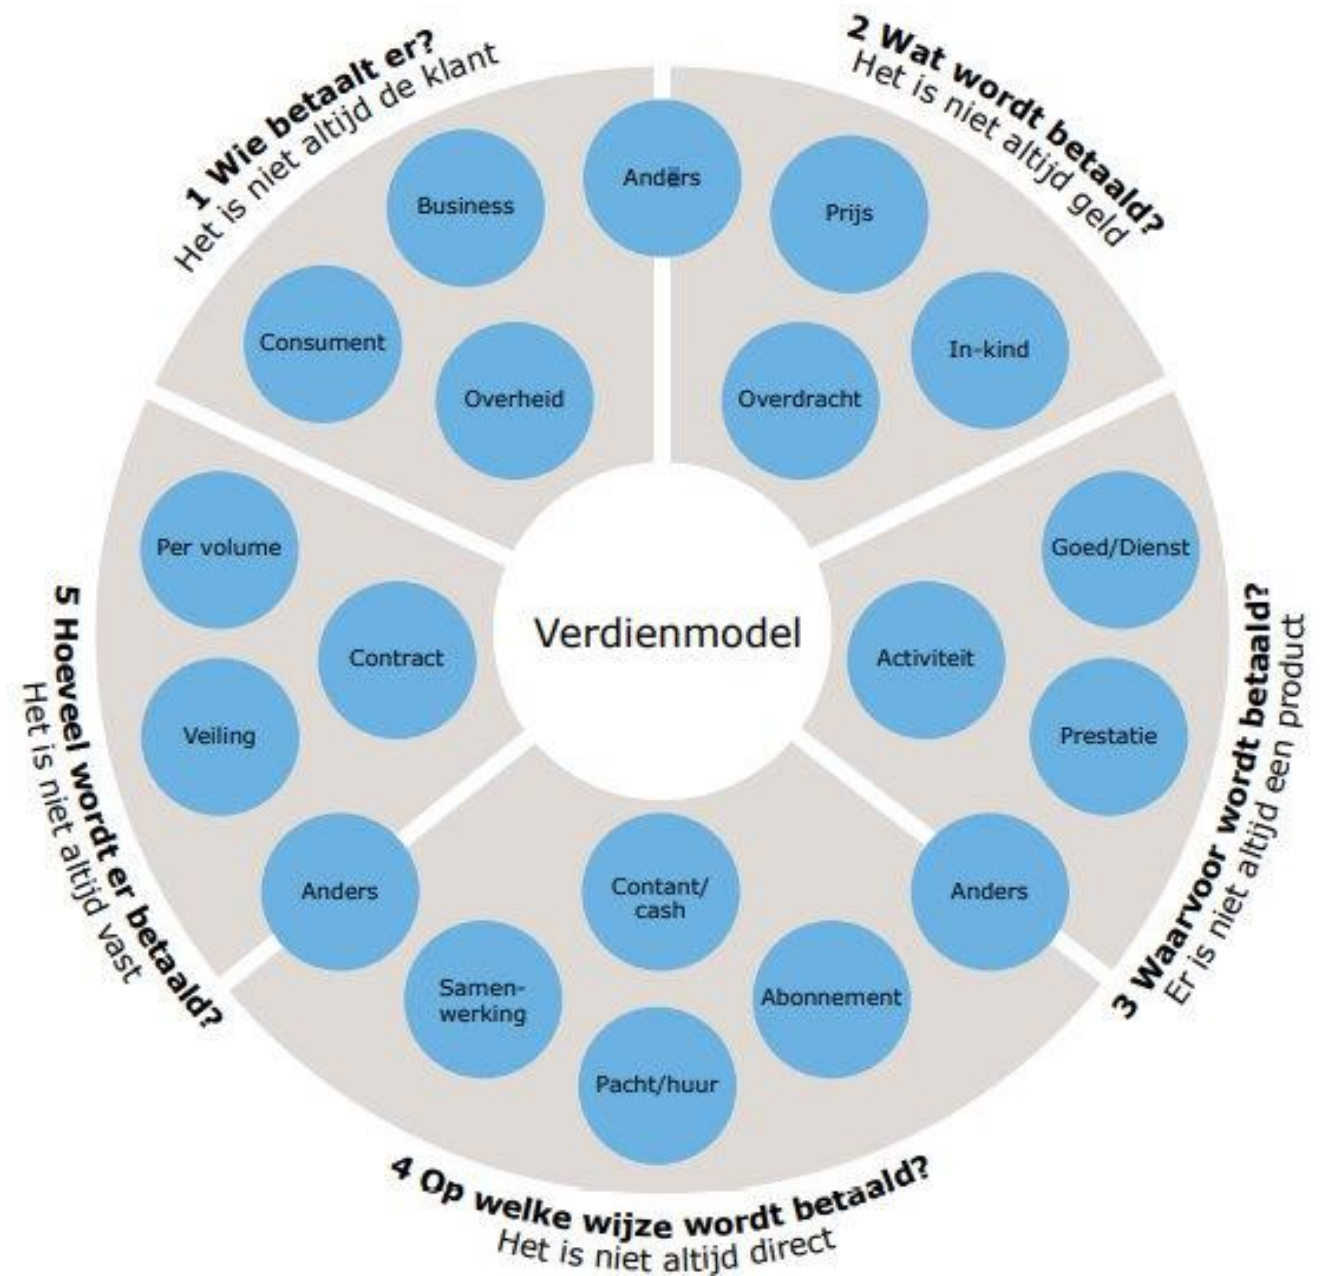 1 Wie betaalt er?
Het is niet altijd de klant
Business
Consument
Overheid
Anders
2 Wat wordt betaald?
Het is niet altijd geld
Prijs
In-kind
Overdracht
3 Waarvoor wordt betaald?
Er is niet altijd een product
Goed/Dienst
Activiteit
Prestatie
Anders
4 Op welke wijze wordt betaald?
Het is niet altijd direct
Contant/
cash
Abonnement
Samen-
werking
Pacht/huur
5 Hoeveel wordt er betaald?
Het is niet altijd vast
Per volume
Contract
Veiling
Anders
Verdienmodel